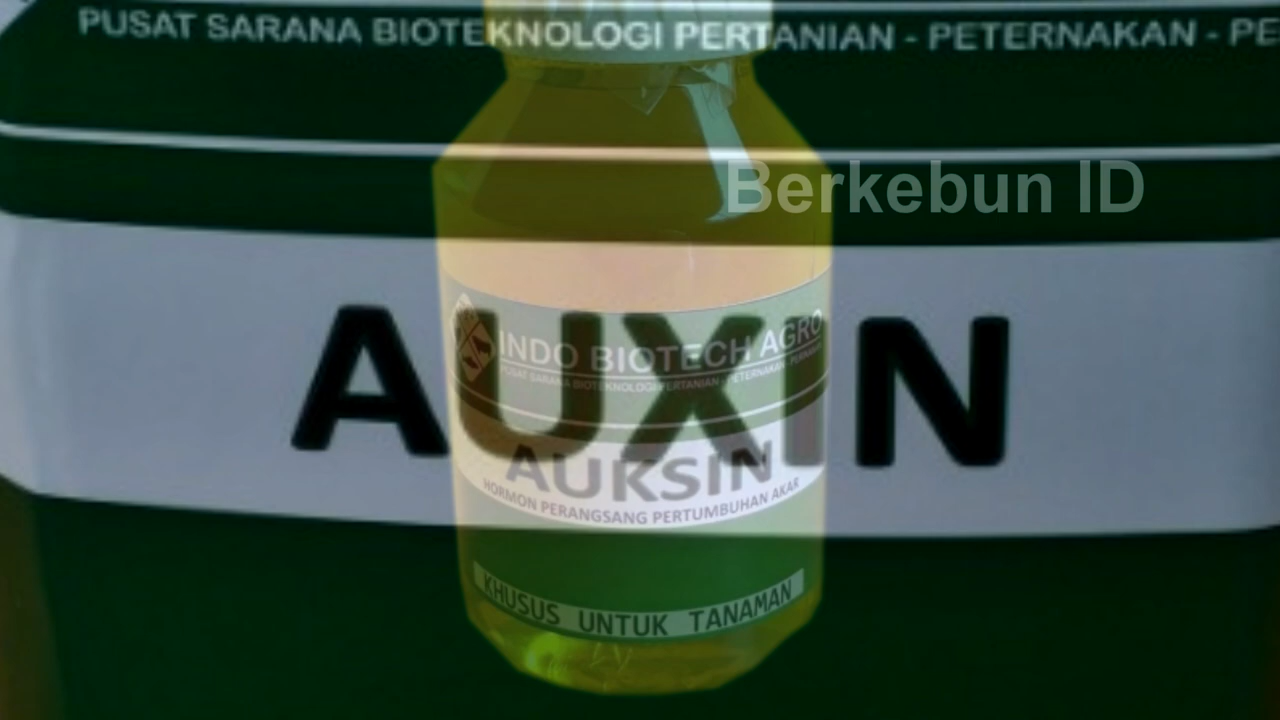 PUSAT SARANA BIOTEKNOLOGI PERTANIAN - PETERNAKAN - PE
Berkebun ID
AUXIN
INDO BIOTECH AGRO
PUSAT SARANA BIOTEKNOLOGI PERTANIAN - PETERNAKAN - PERIKANAN
AUKSIN
HORMON PERANGSANG PERTUMBUHAN AKAR
KHUSUS UNTUK TANAMAN